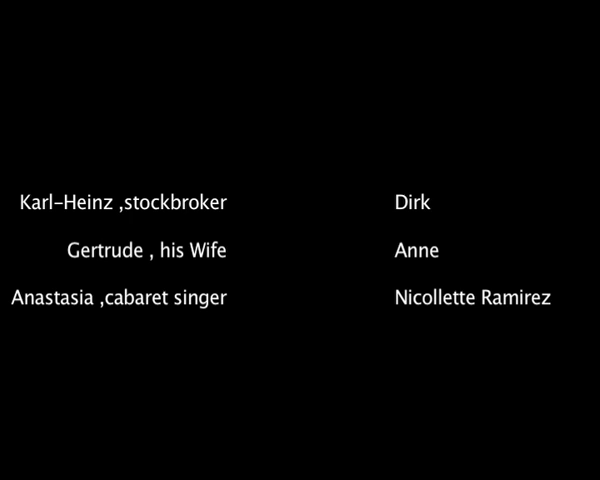 Karl-Heinz ,stockbroker Dirk
Gertrude , his Wife Anne
Anastasia ,cabaret singer Nicollette Ramirez